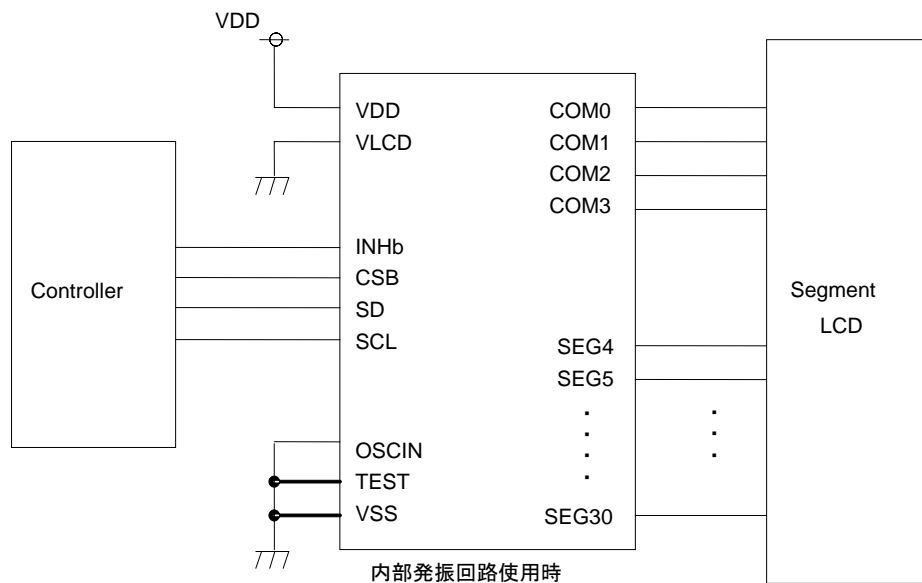 VDD
VDD
VLCD
INHb
CSB
SD
SCL
OSCIN
TEST
VSS
COM0
COM1
COM2
COM3
SEG4
SEG5
SEG30
Controller
Segment
LCD
内部発振回路使用時